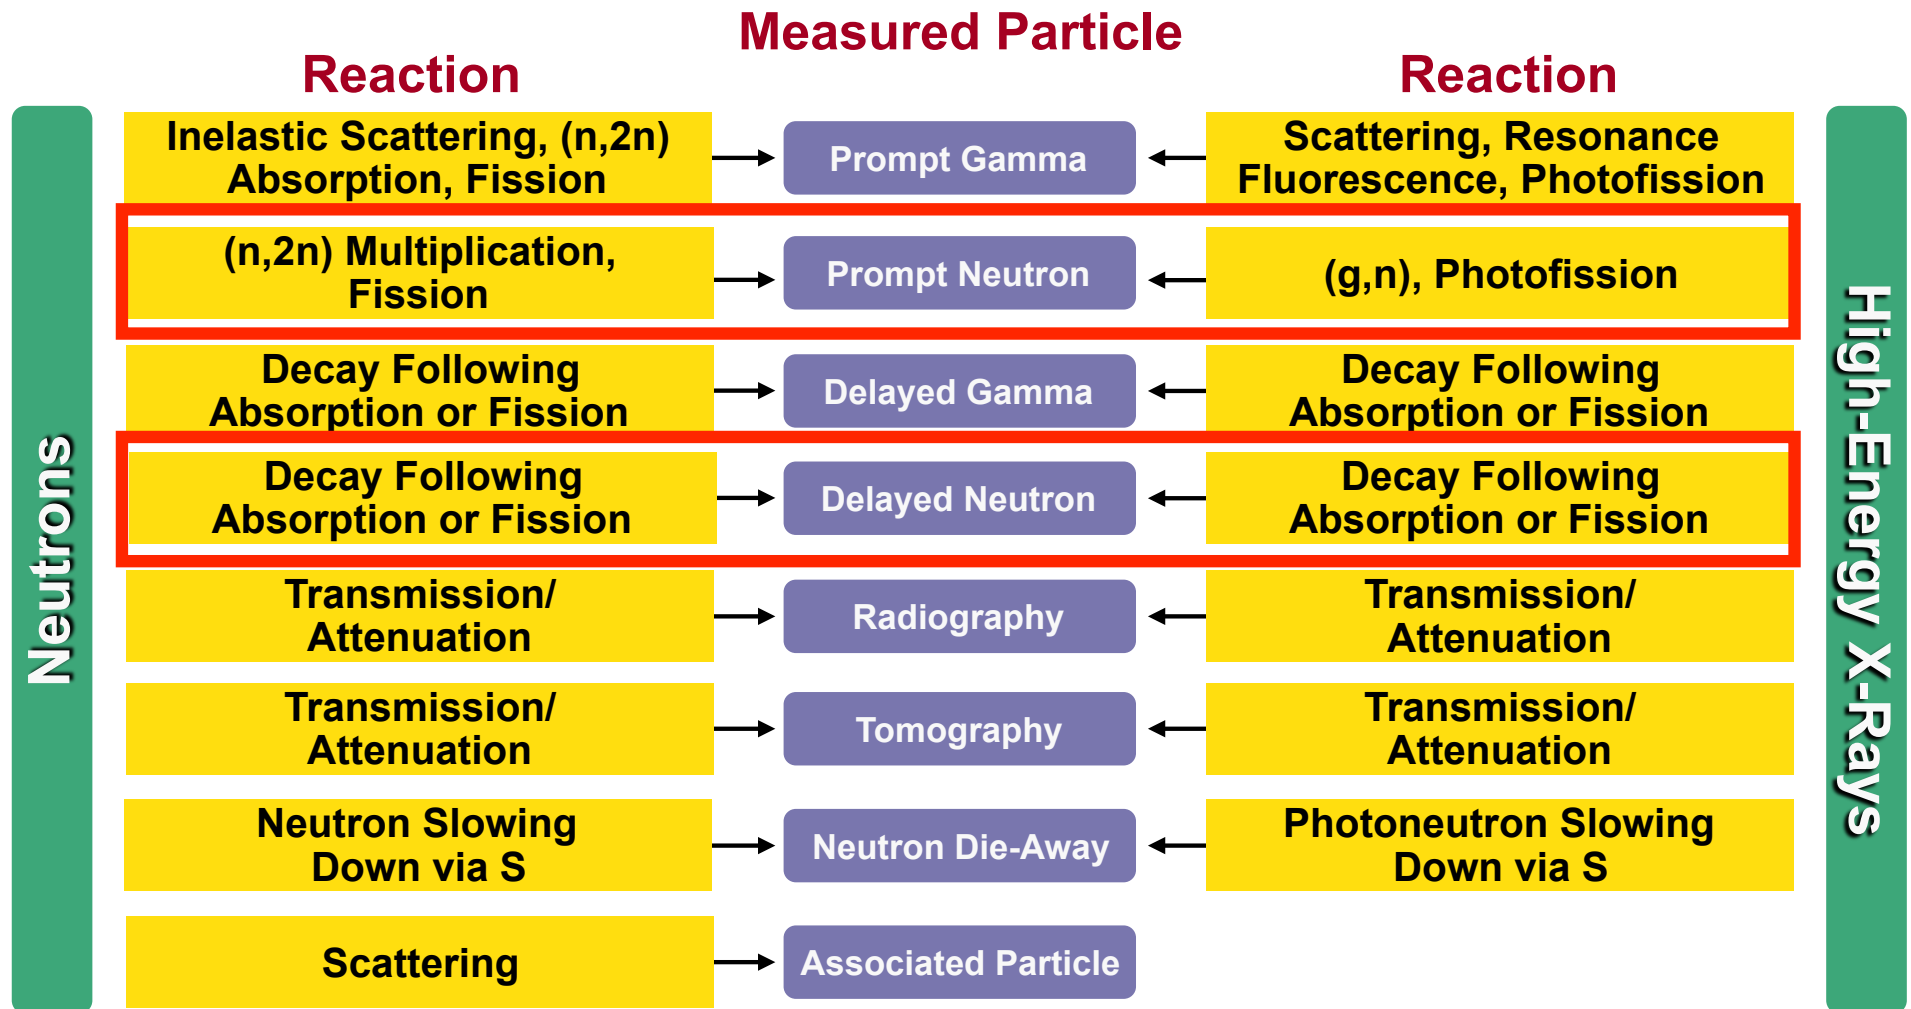 Measured Particle
Reaction
Reaction
Neutrons
High-Energy X-Rays
Inelastic Scattering, (n,2n)
Absorption, Fission
Prompt Gamma
Scattering, Resonance
Fluorescence, Photofission
(n,2n) Multiplication,
Fission
Prompt Neutron
(g,n), Photofission
Decay Following
Absorption or Fission
Delayed Gamma
Decay Following
Absorption or Fission
Decay Following
Absorption or Fission
Delayed Neutron
Decay Following
Absorption or Fission
Transmission/
Attenuation
Radiography
Transmission/
Attenuation
Transmission/
Attenuation
Tomography
Transmission/
Attenuation
Neutron Slowing
Down via S
Neutron Die-Away
Photoneutron Slowing
Down via S
Scattering
Associated Particle